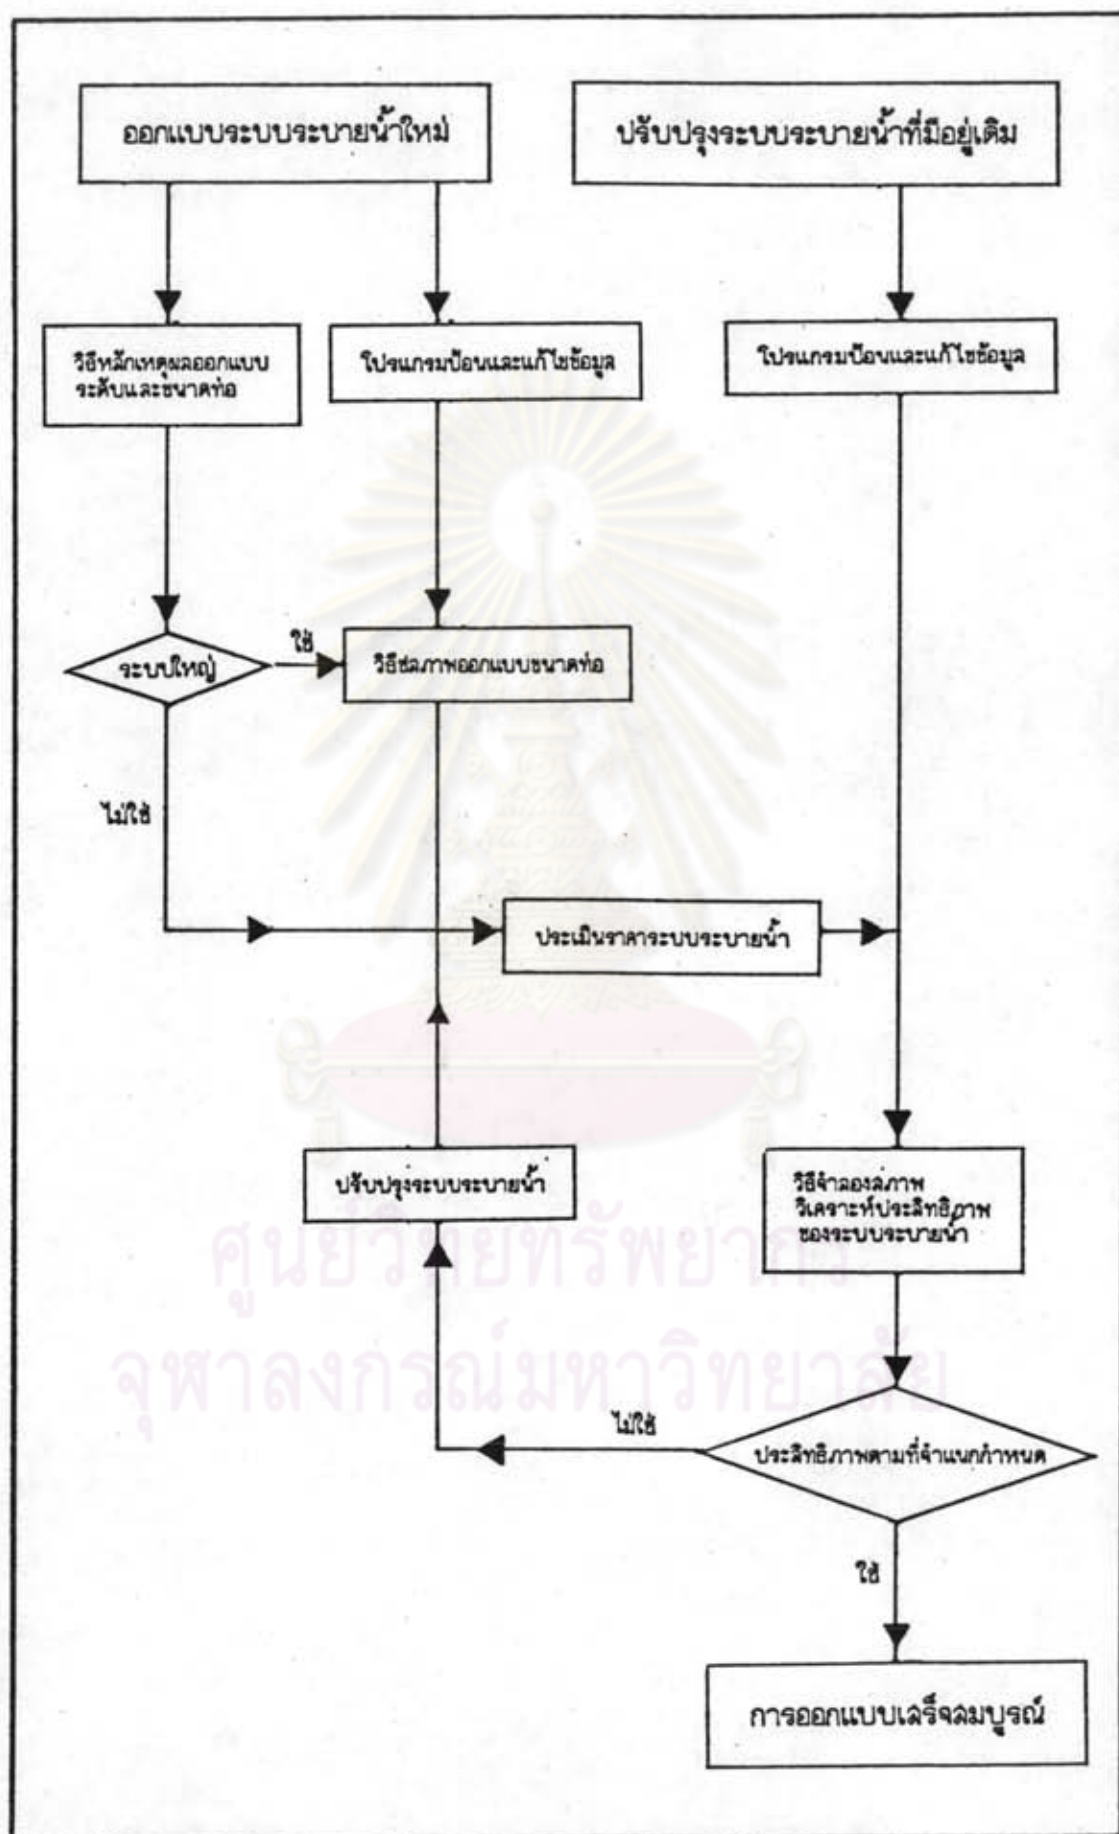 ออกแบบระบบระบายน้ำใหม่
ปรับปรุงระบบระบายน้ำที่มีอยู่เดิม
วิธีหลักเหตุผลออกแบบ
ระดับและขนาดท่อ
โปรแกรมป้อนและแก้ไขข้อมูล
โปรแกรมป้อนและแก้ไขข้อมูล
ระบบใหญ่
ใช่
วิธีชลภาพออกแบบขนาดท่อ
ไม่ใช่
ประเมินราคาระบบระบายน้ำ
ปรับปรุงระบบระบายน้ำ
วิธีจำลองสภาพ
วิเคราะห์ประสิทธิภาพ
ของระบบระบายน้ำ
ศูนย์วิทยทรัพยากร
จุฬาลงกรณ์มหาวิทยาลัย
ไม่ใช่
ประสิทธิภาพตามที่จำแนกกำหนด
ใช่
การออกแบบเสร็จสมบูรณ์